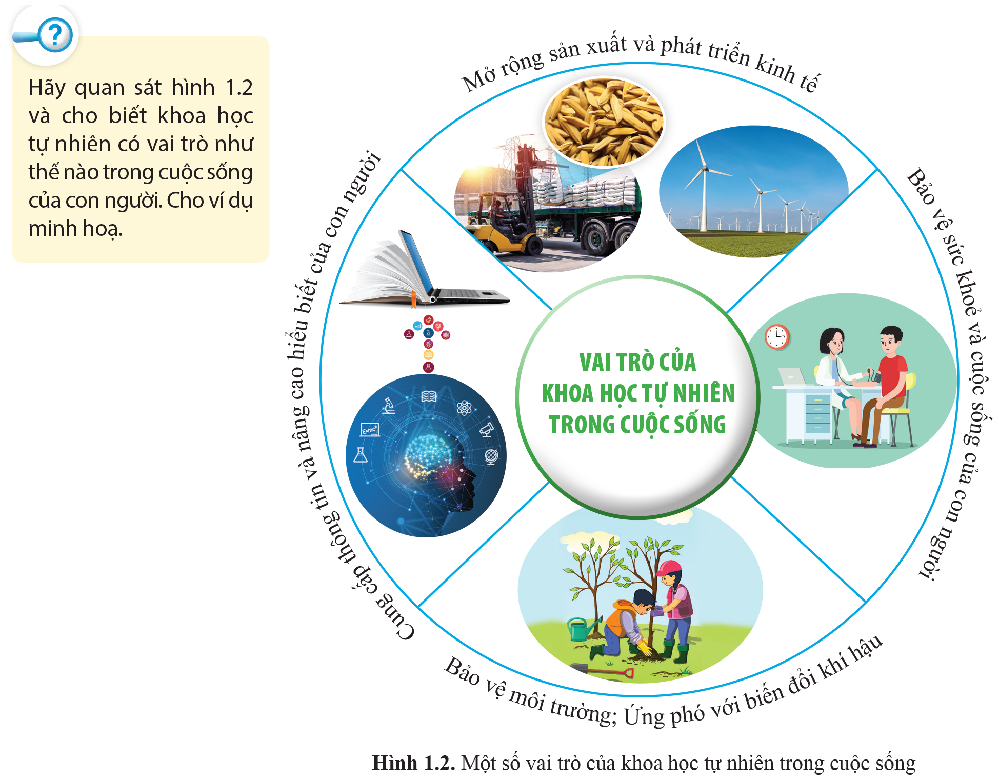 ?
Hãy quan sát hình 1.2
và cho biết khoa học
tự nhiên có vai trò như
thế nào trong cuộc sống
của con người. Cho ví dụ
minh hoạ.
Mở rộng sản xuất và phát triển kinh tế
Bảo vệ sức khoẻ và cuộc sống của con người
Cung cấp thông tin và nâng cao hiểu biết của con người
E=mc²
VAI TRÒ CỦA
KHOA HỌC TỰ NHIÊN
TRONG CUỘC SỐNG
Bảo vệ môi trường; Ứng phó với biến đổi khí hậu
Hình 1.2. Một số vai trò của khoa học tự nhiên trong cuộc sống